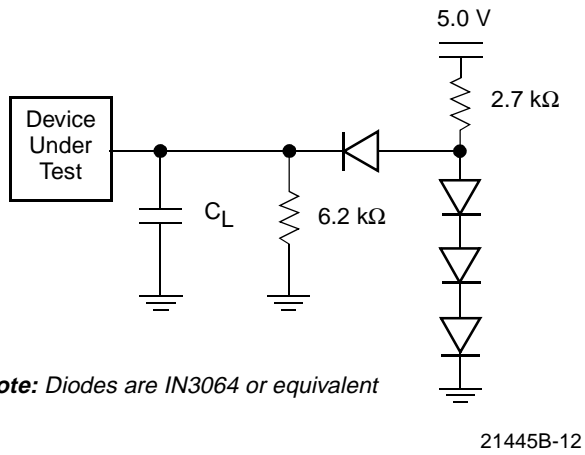 5.0 V
2.7 kΩ
Device
Under
Test
C_L
6.2 kΩ
ote: Diodes are IN3064 or equivalent
21445B-12